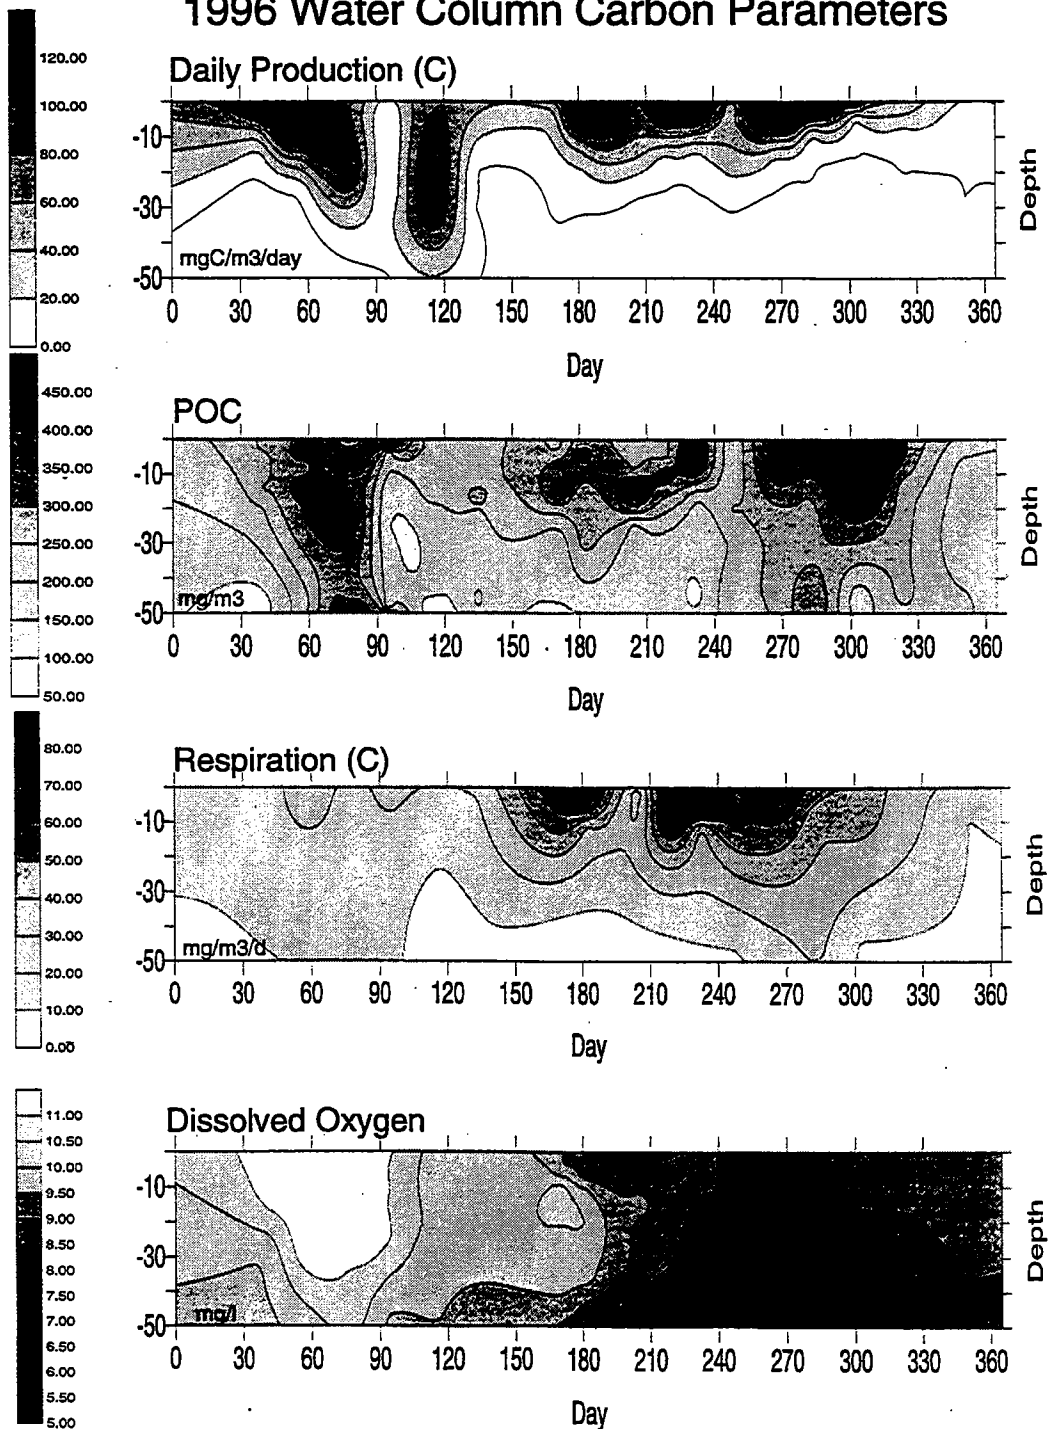 1996 Water Column Carbon Parameters
120.00
100.00
80.00
60.00
40.00
20.00
0.00
Daily Production (C)
-10
-30
-50
mgC/m3/day
Depth
0 30 60 90 120 150 180 210 240 270 300 330 360
Day
450.00
400.00
350.00
300.00
250.00
200.00
150.00
100.00
50.00
POC
-10
-30
-50
mg/m3
Depth
0 30 60 90 120 150 180 210 240 270 300 330 360
Day
80.00
70.00
60.00
50.00
40.00
30.00
20.00
10.00
0.00
Respiration (C)
-10
-30
-50
mg/m3/d
Depth
0 30 60 90 120 150 180 210 240 270 300 330 360
Day
11.00
10.50
10.00
9.50
9.00
8.50
8.00
7.50
7.00
6.50
6.00
5.50
5.00
Dissolved Oxygen
-10
-30
-50
mg/l
Depth
0 30 60 90 120 150 180 210 240 270 300 330 360
Day